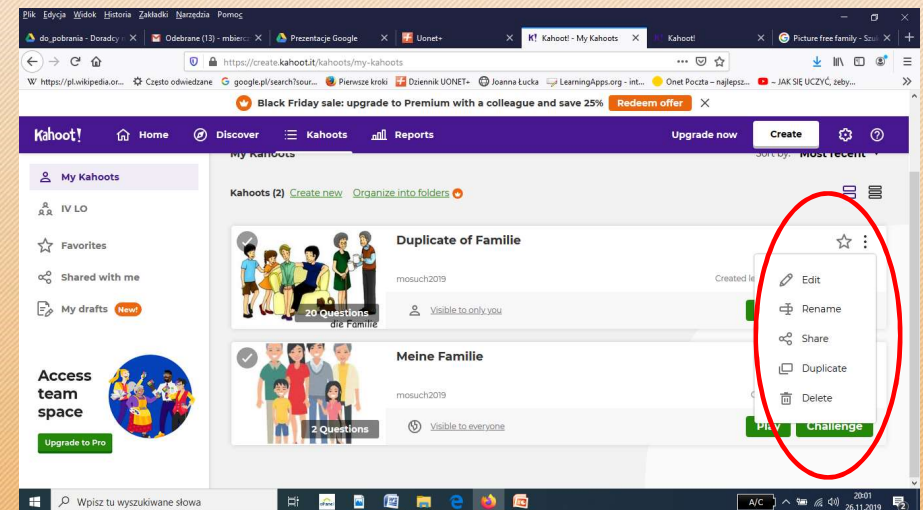 Plik Edycja Widok Historia Zakładki Narzędzia Pomoc
do_pobrania - Doradcy
Odebrane (13) - mbierc
Prezentacje Google
Uonet+
Kahoot! - My Kahoots
Kahoot!
Picture free family - Szuk
https://create.kahoot.it/kahoots/my-kahoots
https://pl.wikipedia.or... Często odwiedzane google.pl/search?sour... Pierwsze kroki Dziennik UONET+ Joanna Łucka LearningApps.org - int... Onet Poczta – najlepsz... – JAK SIĘ UCZYĆ, żeby...
Black Friday sale: upgrade to Premium with a colleague and save 25% Redeem offer
Kahoot! Home Discover Kahoots Reports Upgrade now Create
My Kahoots
My Kahoots Sort by: Most recent
Kahoots (2) Create new Organize into folders
IV LO
Favorites
Shared with me
My drafts New!
Access
team
space
Upgrade to Pro
Duplicate of Familie
mosuch2019
Created
20 Questions
die Familie
Visible to only you
Edit
Rename
Share
Duplicate
Delete
Meine Familie
mosuch2019
2 Questions
Visible to everyone
Play Challenge
Wpisz tu wyszukiwane słowa
A/C
20:01
26.11.2019